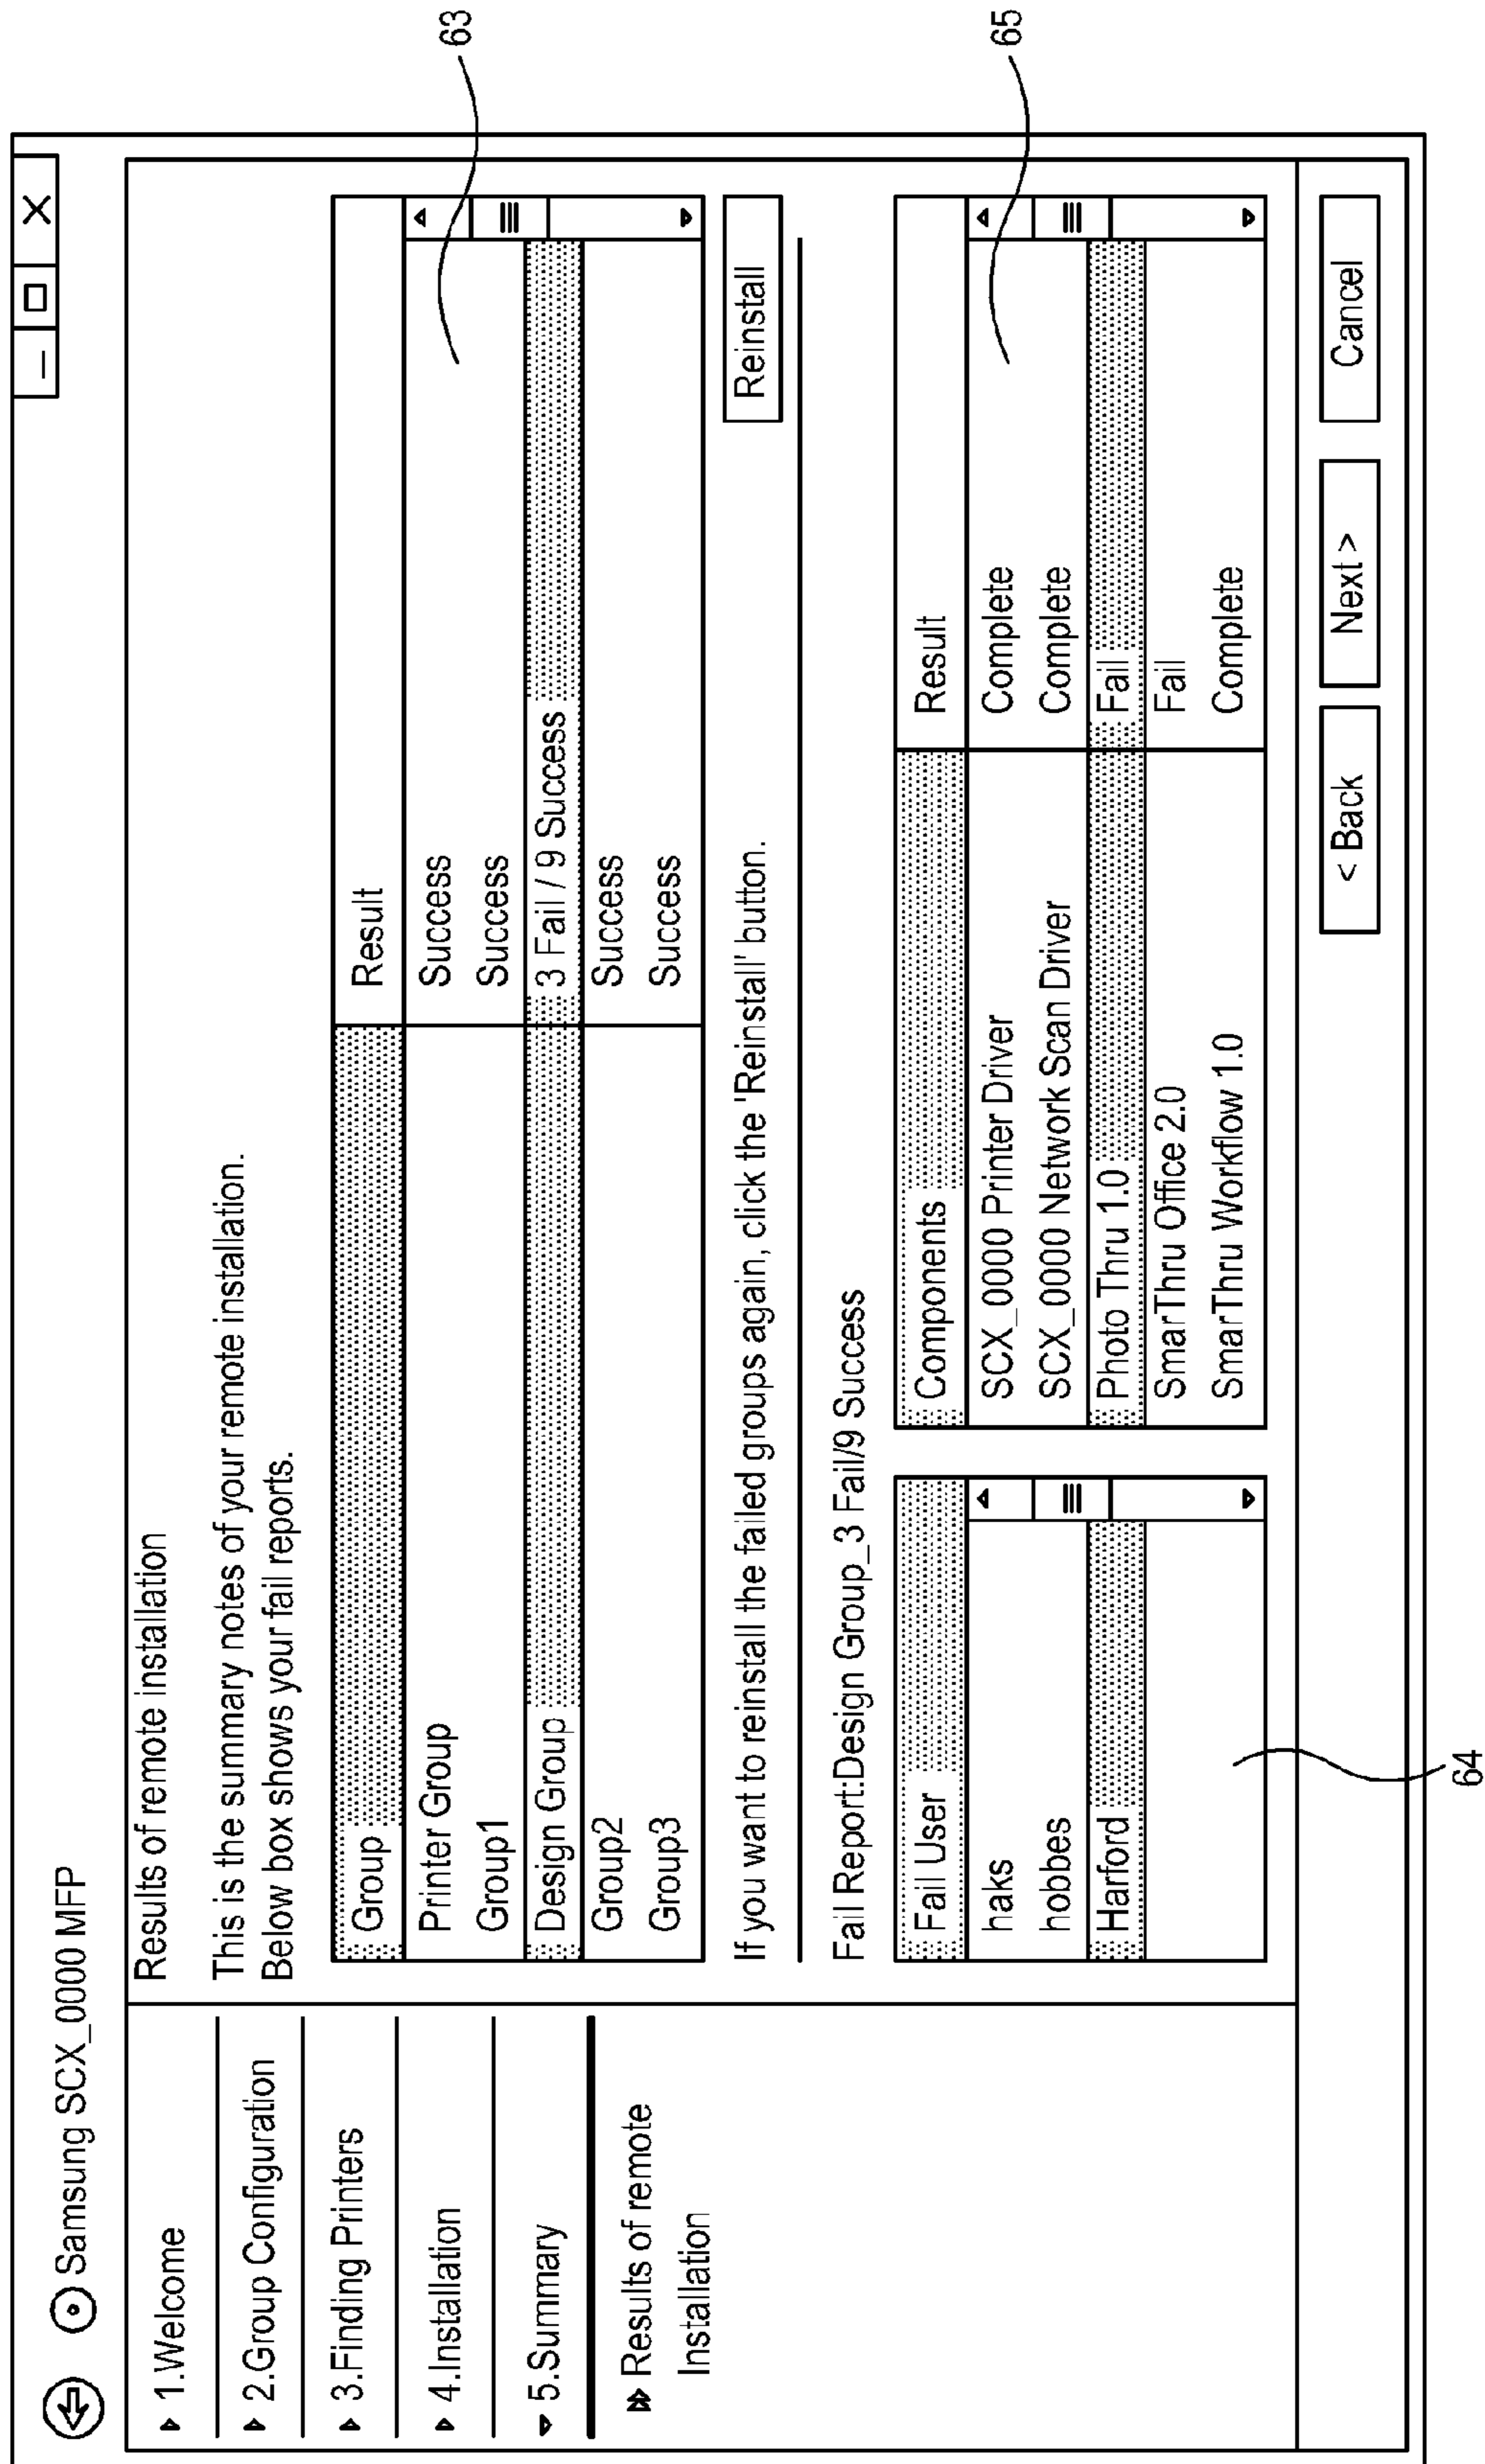 Samsung SCX_0000 MFP
1.Welcome
2.Group Configuration
3.Finding Printers
4.Installation
5.Summary
Results of remote
Installation
Results of remote installation
This is the summary notes of your remote installation.
Below box shows your fail reports.
Group Result
Printer Group Success
Group1 Success
Design Group 3 Fail / 9 Success
Group2 Success
Group3 Success
63
If you want to reinstall the failed groups again, click the 'Reinstall' button.
Reinstall
Fail Report:Design Group_3 Fail/9 Success
Fail User
haks
hobbes
Harford
64
Components Result
SCX_0000 Printer Driver Complete
SCX_0000 Network Scan Driver Complete
Photo Thru 1.0 Fail
SmarThru Office 2.0 Fail
SmarThru Workflow 1.0 Complete
65
< Back
Next >
Cancel